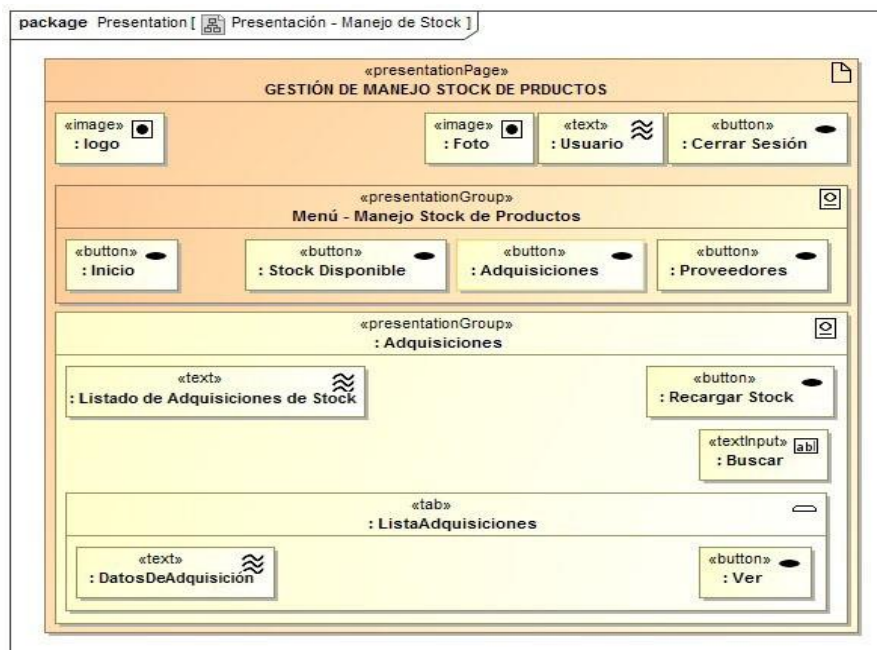 package Presentation [ Presentación - Manejo de Stock ]
«presentationPage»
GESTIÓN DE MANEJO STOCK DE PRDUCTOS
«image»
: logo
«image»
: Foto
«text»
: Usuario
«button»
: Cerrar Sesión
«presentationGroup»
Menú - Manejo Stock de Productos
«button»
: Inicio
«button»
: Stock Disponible
«button»
: Adquisiciones
«button»
: Proveedores
«presentationGroup»
: Adquisiciones
«text»
: Listado de Adquisiciones de Stock
«button»
: Recargar Stock
«textInput» ab|
: Buscar
«tab»
: ListaAdquisiciones
«text»
: DatosDeAdquisición
«button»
: Ver